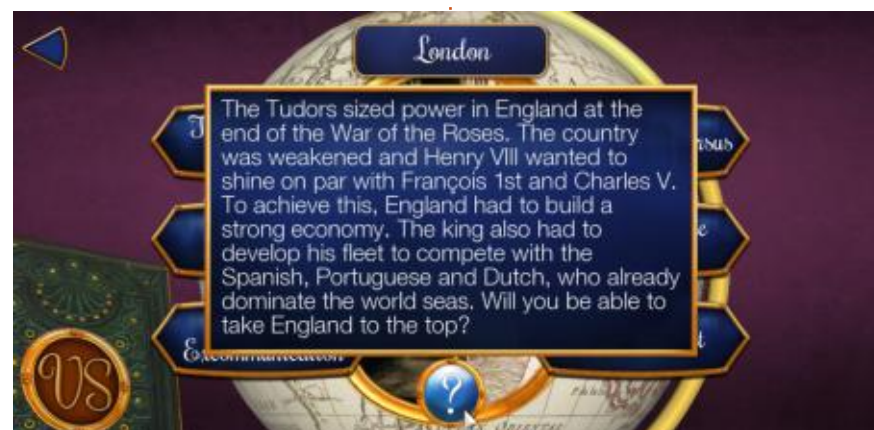 London
The Tudors sized power in England at the
end of the War of the Roses. The country
was weakened and Henry VIII wanted to
shine on par with François 1st and Charles V.
To achieve this, England had to build a
strong economy. The king also had to
develop his fleet to compete with the
Spanish, Portuguese and Dutch, who already
dominate the world seas. Will you be able to
take England to the top?
Excommunication
VS
?